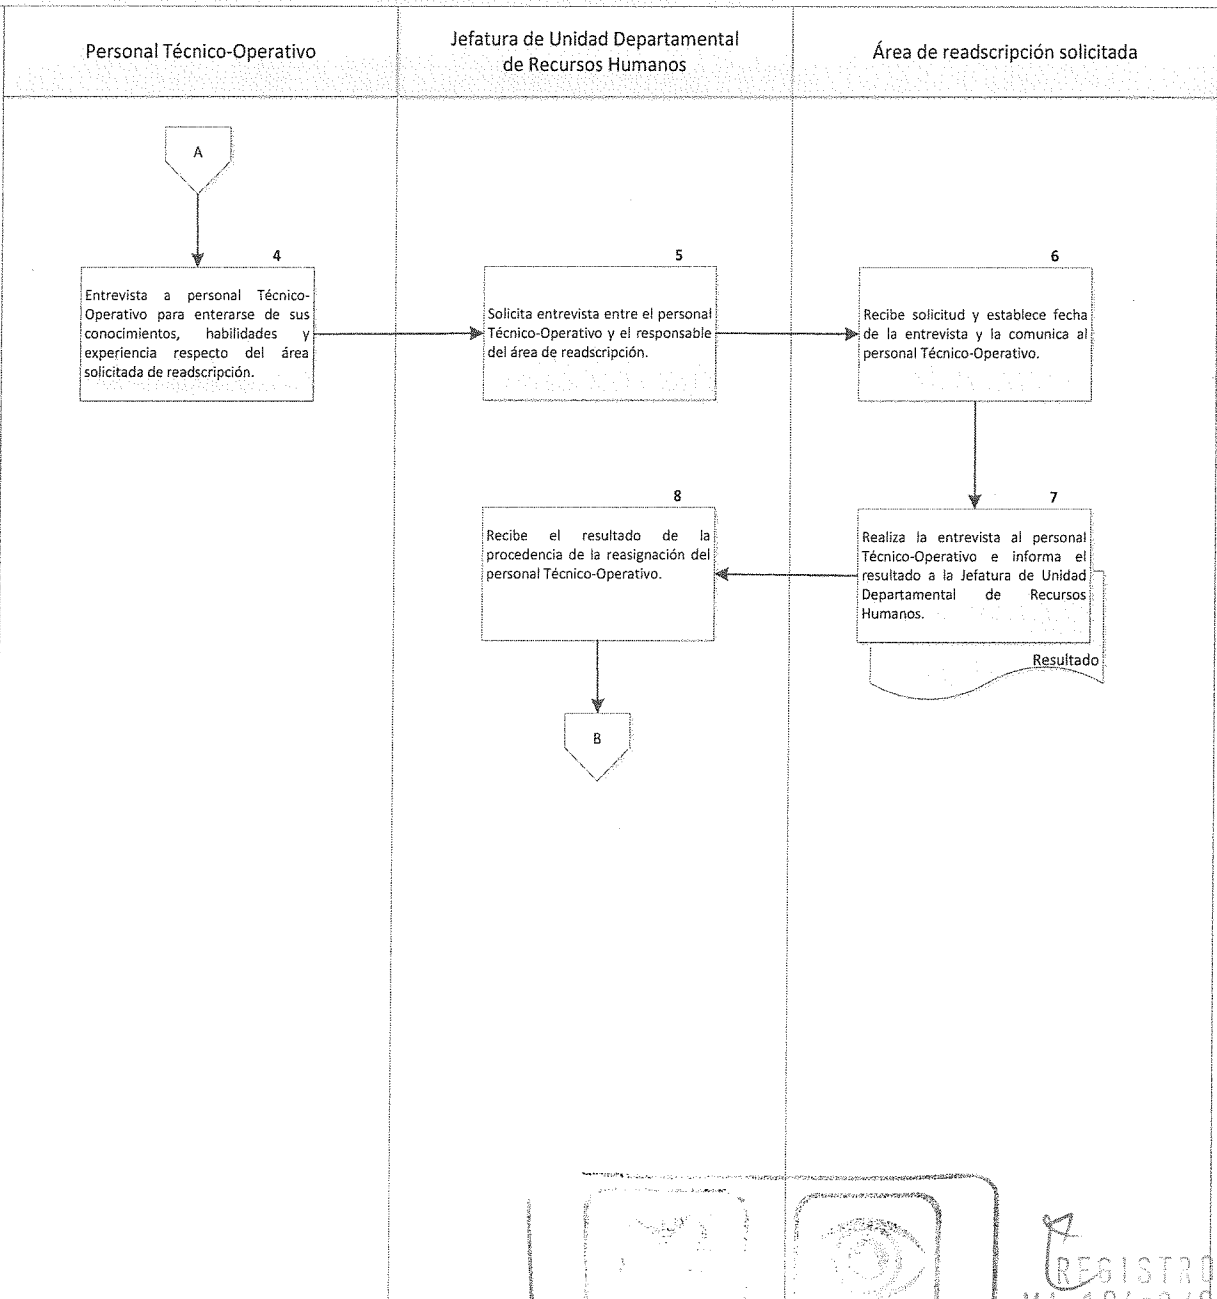 Personal Técnico-Operativo
Jefatura de Unidad Departamental
de Recursos Humanos
Área de readscripción solicitada
A
4
Entrevista a personal Técnico-
Operativo para enterarse de sus
conocimientos, habilidades y
experiencia respecto del área
solicitada de readscripción.
5
Solicita entrevista entre el personal
Técnico-Operativo y el responsable
del área de readscripción.
6
Recibe solicitud y establece fecha
de la entrevista y la comunica al
personal Técnico-Operativo.
7
Realiza la entrevista al personal
Técnico-Operativo e informa el
resultado a la Jefatura de Unidad
Departamental de Recursos
Humanos.
Resultado
8
Recibe el resultado de la
procedencia de la reasignación del
personal Técnico-Operativo.
B
REGISTRO